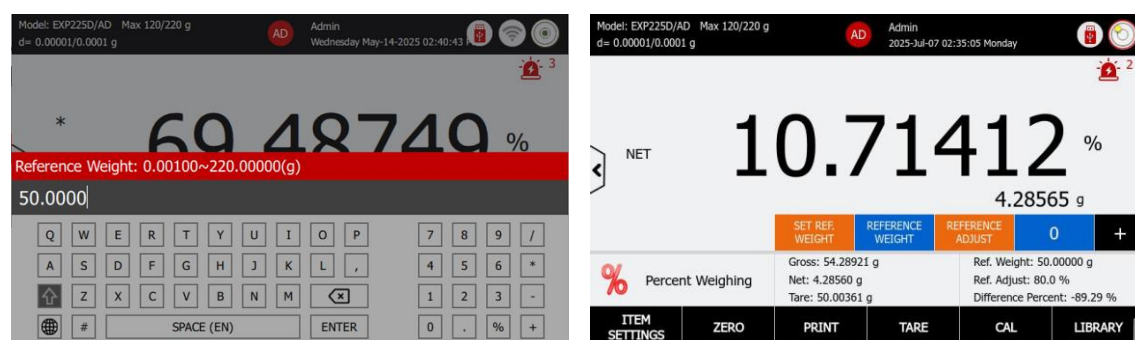 Model: EXP225D/AD Max 120/220 g
d= 0.00001/0.0001 g
AD
Admin
Wednesday May-14-2025 02:40:43
3
* 69.48749 %
Reference Weight: 0.00100~220.00000(g)
50.0000
Q W E R T Y U I O P 7 8 9 /
A S D F G H J K L , 4 5 6 *
Z X C V B N M 1 2 3 -
# SPACE (EN) ENTER 0 . % +
Model: EXP225D/AD Max 120/220 g
d= 0.00001/0.0001 g
AD
Admin
2025-Jul-07 02:35:05 Monday
2
NET 10.71412 %
4.28565 g
SET REF. WEIGHT
REFERENCE WEIGHT
REFERENCE ADJUST
0 +
% Percent Weighing
Gross: 54.28921 g
Net: 4.28560 g
Tare: 50.00361 g
Ref. Weight: 50.00000 g
Ref. Adjust: 80.0 %
Difference Percent: -89.29 %
ITEM SETTINGS ZERO PRINT TARE CAL LIBRARY